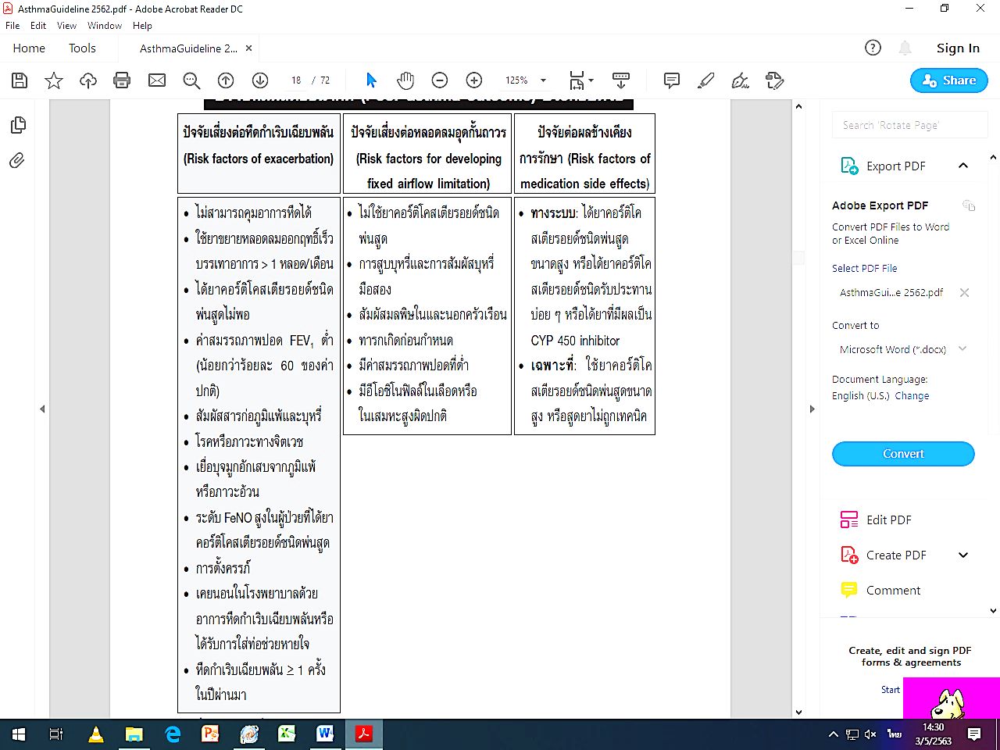 AsthmaGuideline 2562.pdf - Adobe Acrobat Reader DC
File Edit View Window Help
Home Tools AsthmaGuideline 2... ×
Sign In
18 / 72
125%
Share
ปัจจัยเสี่ยงต่อหืดกำเริบเฉียบพลัน
(Risk factors of exacerbation)
ปัจจัยเสี่ยงต่อหลอดลมอุดกั้นถาวร
(Risk factors for developing
fixed airflow limitation)
ปัจจัยต่อผลข้างเคียง
การรักษา (Risk factors of
medication side effects)
• ไม่สามารถคุมอาการหืดได้
• ใช้ยาขยายหลอดลมออกฤทธิ์เร็ว
บรรเทาอาการ > 1 หลอด/เดือน
• ได้ยาคอร์ติโคสเตียรอยด์ชนิด
พ่นสูดไม่พอ
• ค่าสมรรถภาพปอด FEV₁ ต่ำ
(น้อยกว่าร้อยละ 60 ของค่า
ปกติ)
• สัมผัสสารก่อภูมิแพ้และบุหรี่
• โรคหรือภาวะทางจิตเวช
• เยื่อบุจมูกอักเสบจากภูมิแพ้
หรือภาวะอ้วน
• ระดับ FeNO สูงในผู้ป่วยที่ได้ยา
คอร์ติโคสเตียรอยด์ชนิดพ่นสูด
• การตั้งครรภ์
• เคยนอนในโรงพยาบาลด้วย
อาการหืดกำเริบเฉียบพลันหรือ
ได้รับการใส่ท่อช่วยหายใจ
• หืดกำเริบเฉียบพลัน ≥ 1 ครั้ง
ในปีผ่านมา
• ไม่ใช้ยาคอร์ติโคสเตียรอยด์ชนิด
พ่นสูด
• การสูบบุหรี่และการสัมผัสบุหรี่
มือสอง
• สัมผัสมลพิษในและนอกครัวเรือน
• ทารกเกิดก่อนกำหนด
• มีค่าสมรรถภาพปอดที่ต่ำ
• มีอีโอซิโนฟิลล์ในเลือดหรือ
ในเสมหะสูงผิดปกติ
• ทางระบบ: ได้ยาคอร์ติโค
สเตียรอยด์ชนิดพ่นสูด
ขนาดสูง หรือได้ยาคอร์ติโค
สเตียรอยด์ชนิดรับประทาน
บ่อย ๆ หรือได้ยาที่มีผลเป็น
CYP 450 inhibitor
• เฉพาะที่: ใช้ยาคอร์ติโค
สเตียรอยด์ชนิดพ่นสูดขนาด
สูง หรือสูดยาไม่ถูกเทคนิค
Search 'Rotate Page'
Export PDF
Adobe Export PDF
Convert PDF Files to Word
or Excel Online
Select PDF File
AsthmaGui...e 2562.pdf
Convert to
Microsoft Word (*.docx)
Document Language:
English (U.S.) Change
Convert
Edit PDF
Create PDF
Comment
Create, edit and sign PDF
forms & agreements
Start
ไทย
14:30
3/5/2563